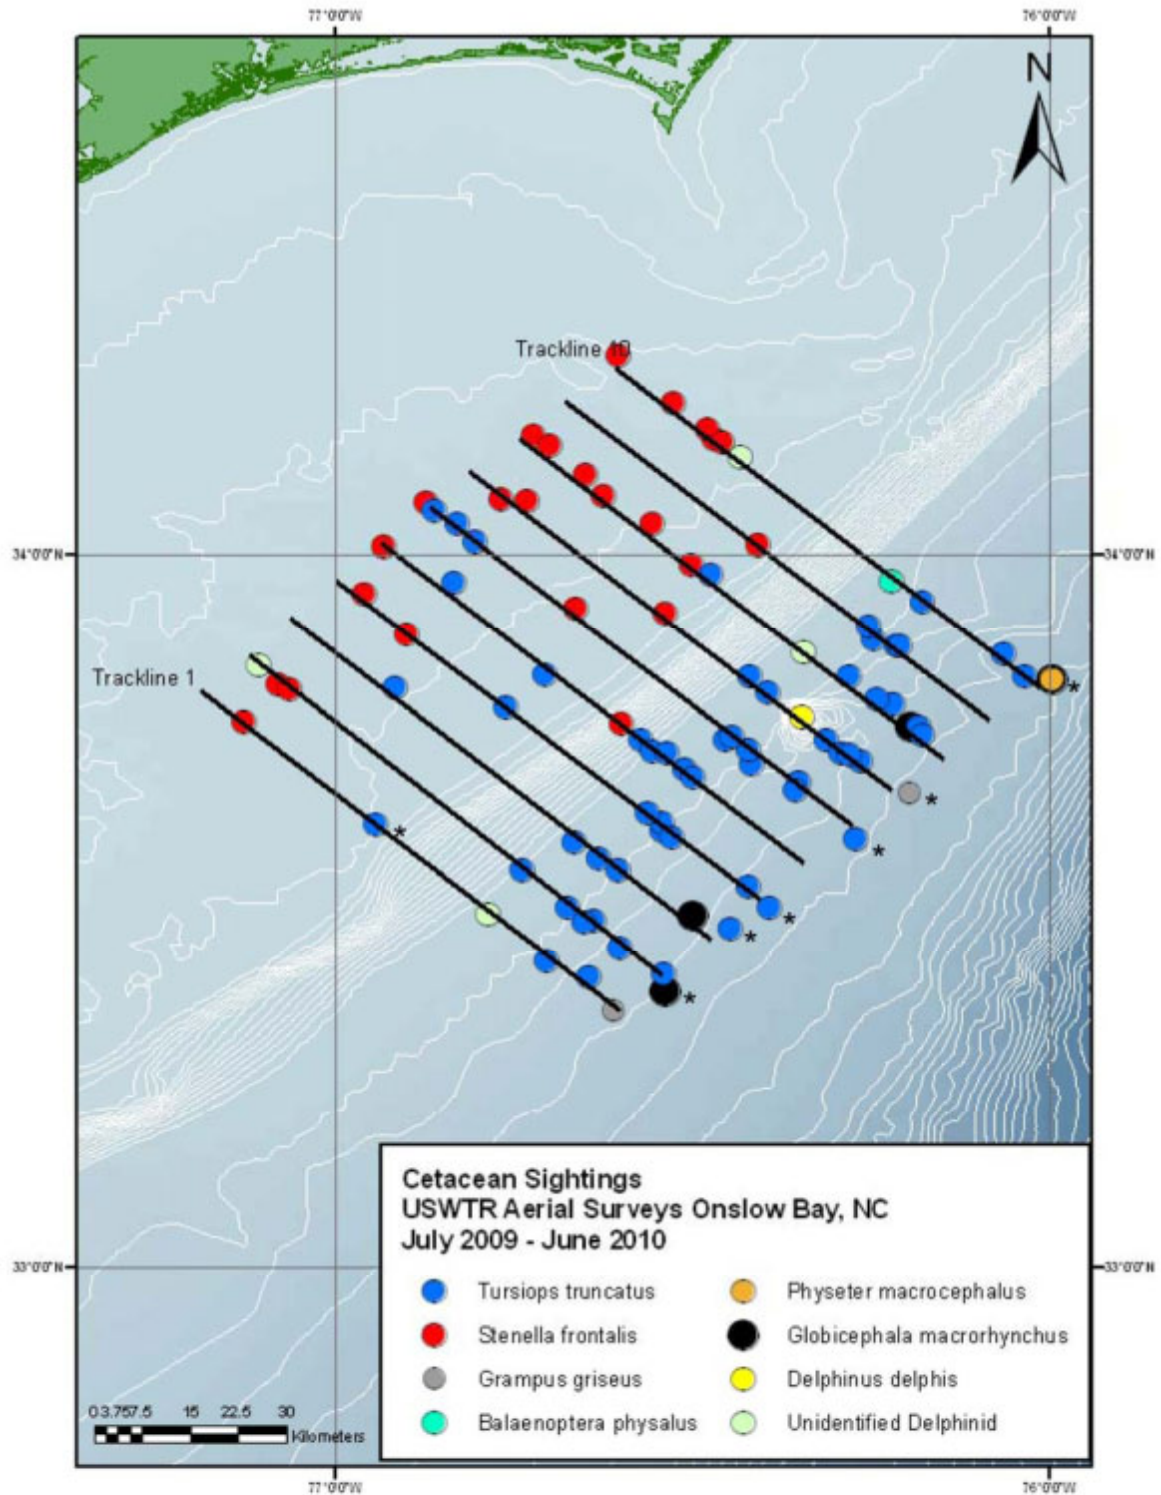 77°0'0"W 76°0'0"W
N
Trackline 10
34°0'0"N 34°0'0"N
Trackline 1
*
*
*
*
*
*
*
Cetacean Sightings
USWTR Aerial Surveys Onslow Bay, NC
July 2009 - June 2010
Tursiops truncatus
Stenella frontalis
Grampus griseus
Balaenoptera physalus
Physeter macrocephalus
Globicephala macrorhynchus
Delphinus delphis
Unidentified Delphinid
33°0'0"N 33°0'0"N
0 3.75 7.5 15 22.5 30
Kilometers
77°0'0"W 76°0'0"W